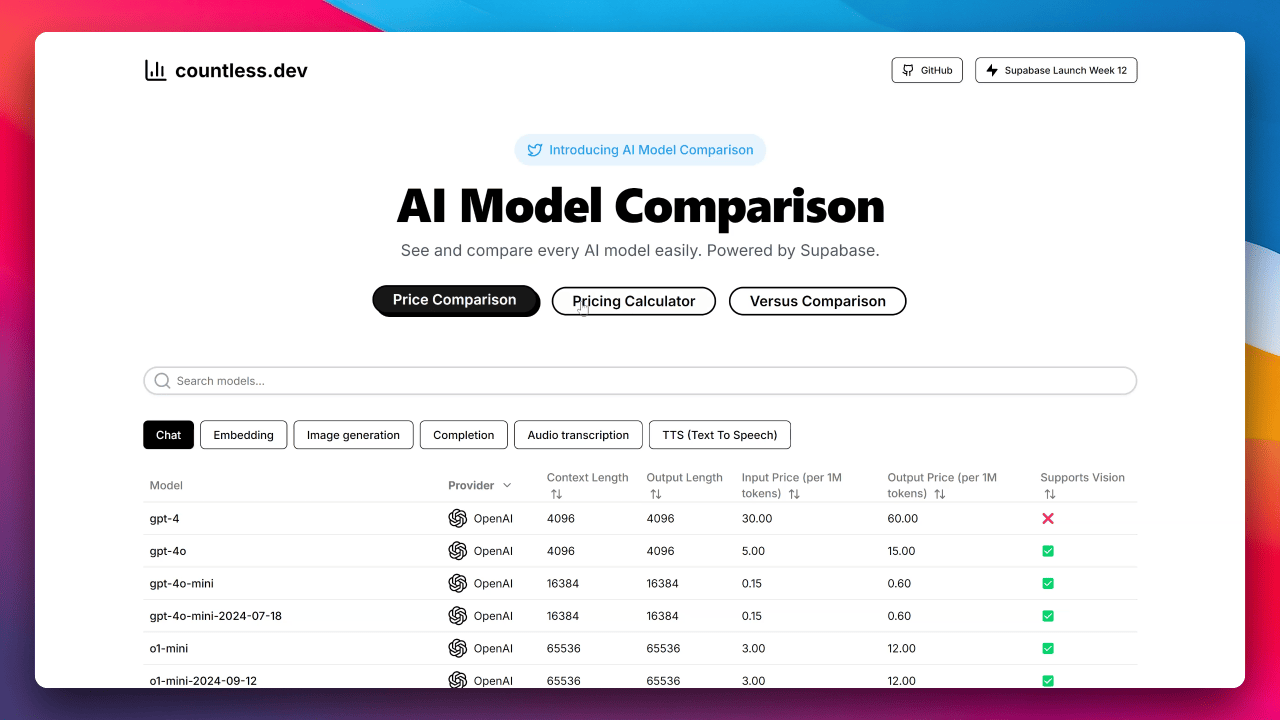 countless.dev
GitHub
Supabase Launch Week 12
Introducing AI Model Comparison
AI Model Comparison
See and compare every AI model easily. Powered by Supabase.
Price Comparison
Pricing Calculator
Versus Comparison
Search models...
Chat
Embedding
Image generation
Completion
Audio transcription
TTS (Text To Speech)
Model Provider Context Length Output Length Input Price (per 1M tokens) Output Price (per 1M tokens) Supports Vision
gpt-4 OpenAI 4096 4096 30.00 60.00
gpt-4o OpenAI 4096 4096 5.00 15.00
gpt-4o-mini OpenAI 16384 16384 0.15 0.60
gpt-4o-mini-2024-07-18 OpenAI 16384 16384 0.15 0.60
o1-mini OpenAI 65536 65536 3.00 12.00
o1-mini-2024-09-12 OpenAI 65536 65536 3.00 12.00